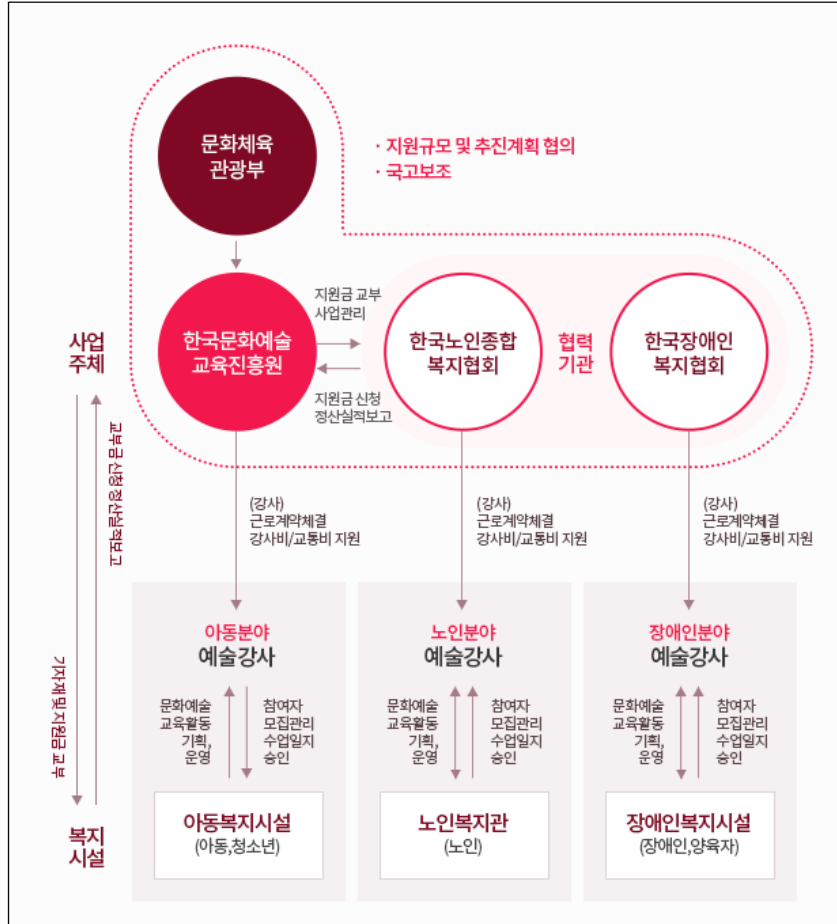 문화체육
관광부
· 지원규모 및 추진계획 협의
· 국고보조
사업
주체
한국문화예술
교육진흥원
지원금 교부
사업관리
지원금 신청
정산실적보고
한국노인종합
복지협회
협력
기관
한국장애인
복지협회
교부금 신청 정산실적보고
기자재 및 지원금 교부
(강사)
근로계약체결
강사비/교통비 지원
(강사)
근로계약체결
강사비/교통비 지원
(강사)
근로계약체결
강사비/교통비 지원
아동분야
예술강사
문화예술
교육활동
기획,
운영
참여자
모집관리
수업일지
승인
아동복지시설
(아동,청소년)
노인분야
예술강사
문화예술
교육활동
기획,
운영
참여자
모집관리
수업일지
승인
노인복지관
(노인)
장애인분야
예술강사
문화예술
교육활동
기획,
운영
참여자
모집관리
수업일지
승인
장애인복지시설
(장애인,양육자)
복지
시설